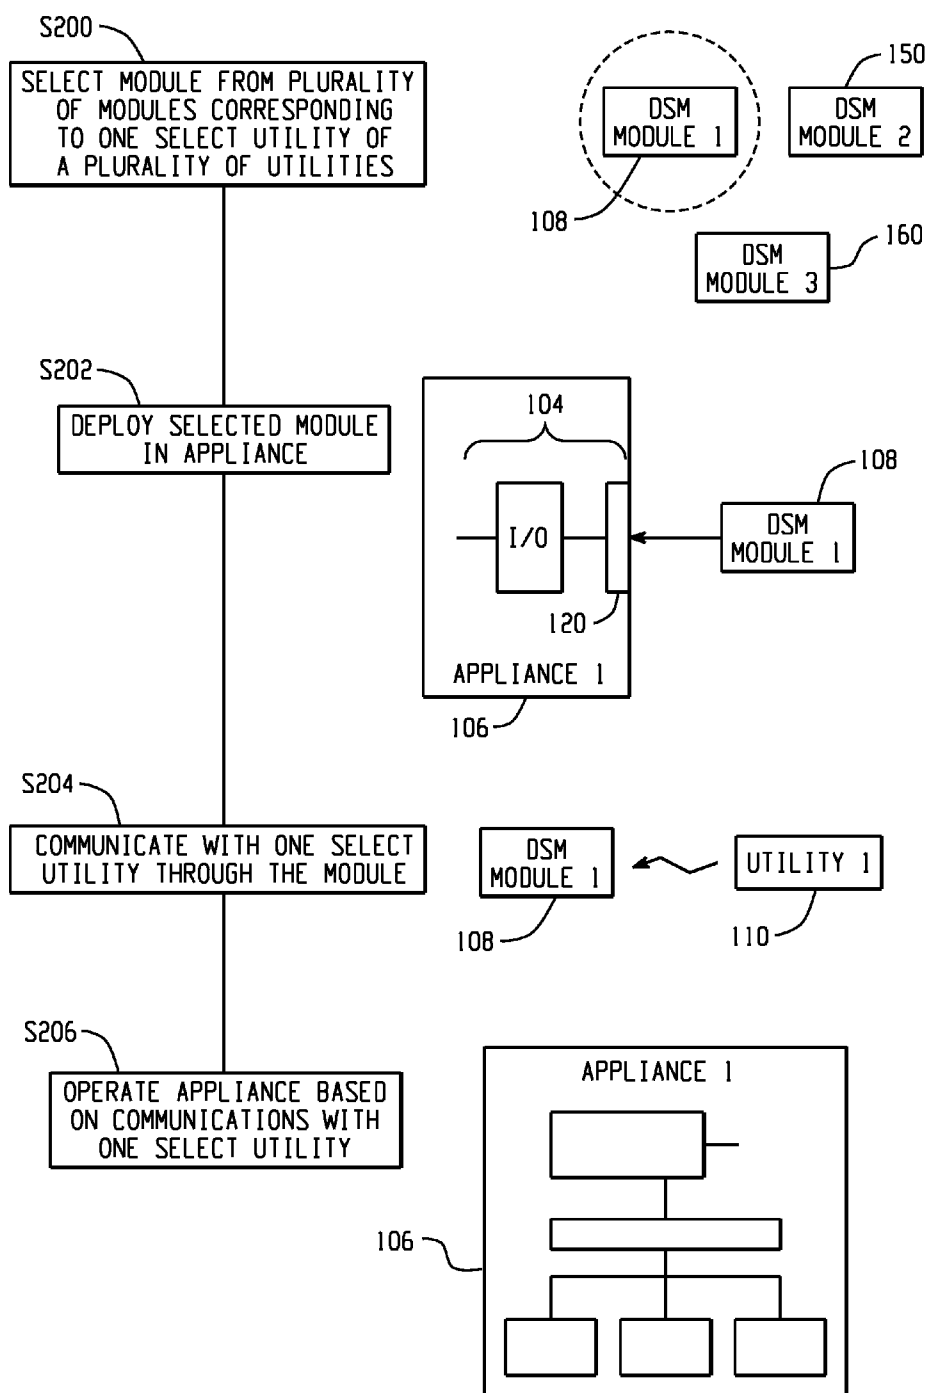 S200
SELECT MODULE FROM PLURALITY
OF MODULES CORRESPONDING
TO ONE SELECT UTILITY OF
A PLURALITY OF UTILITIES
DSM
MODULE 1
108
150
DSM
MODULE 2
160
DSM
MODULE 3
S202
DEPLOY SELECTED MODULE
IN APPLIANCE
104
I/O
120
APPLIANCE 1
106
108
DSM
MODULE 1
S204
COMMUNICATE WITH ONE SELECT
UTILITY THROUGH THE MODULE
DSM
MODULE 1
108
UTILITY 1
110
S206
OPERATE APPLIANCE BASED
ON COMMUNICATIONS WITH
ONE SELECT UTILITY
APPLIANCE 1
106